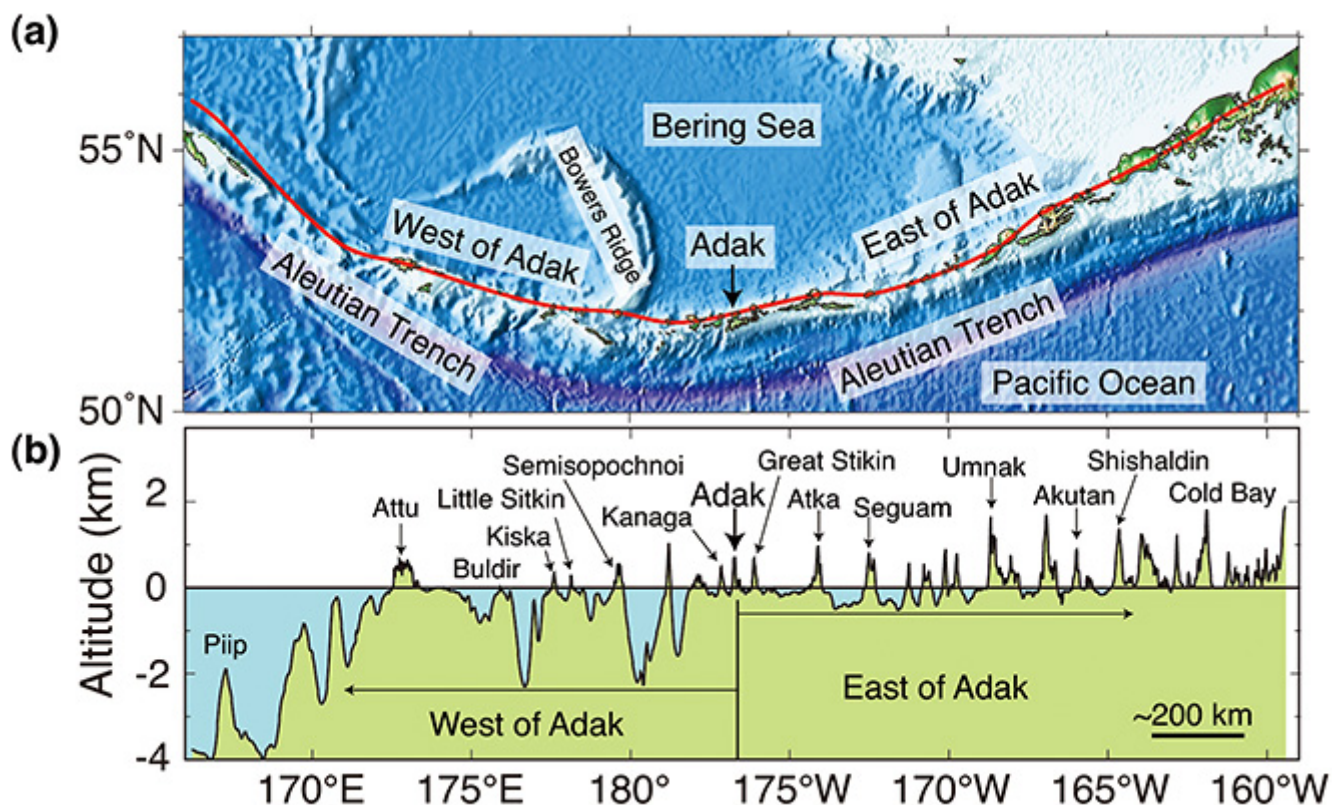 (a)
55°N
50°N
Bering Sea
Bowers Ridge
West of Adak
Adak
East of Adak
Aleutian Trench
Aleutian Trench
Pacific Ocean
(b)
Altitude (km)
2
0
-2
-4
Semisopochnoi
Great Stikin
Umnak
Shishaldin
Attu
Little Sitkin
Adak
Atka
Akutan
Cold Bay
Kiska
Kanaga
Seguam
Buldir
0
Piip
West of Adak
East of Adak
~200 km
170°E
175°E
180°
175°W
170°W
165°W
160°W